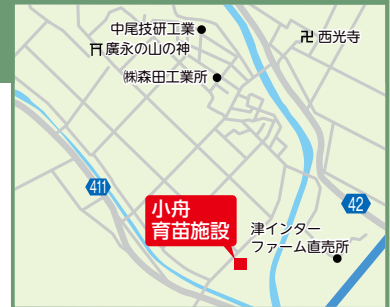 中尾技研工業
廣永の山の神
卍 西光寺
㈱森田工業所
411
42
小舟
育苗施設
津インター
ファーム直売所